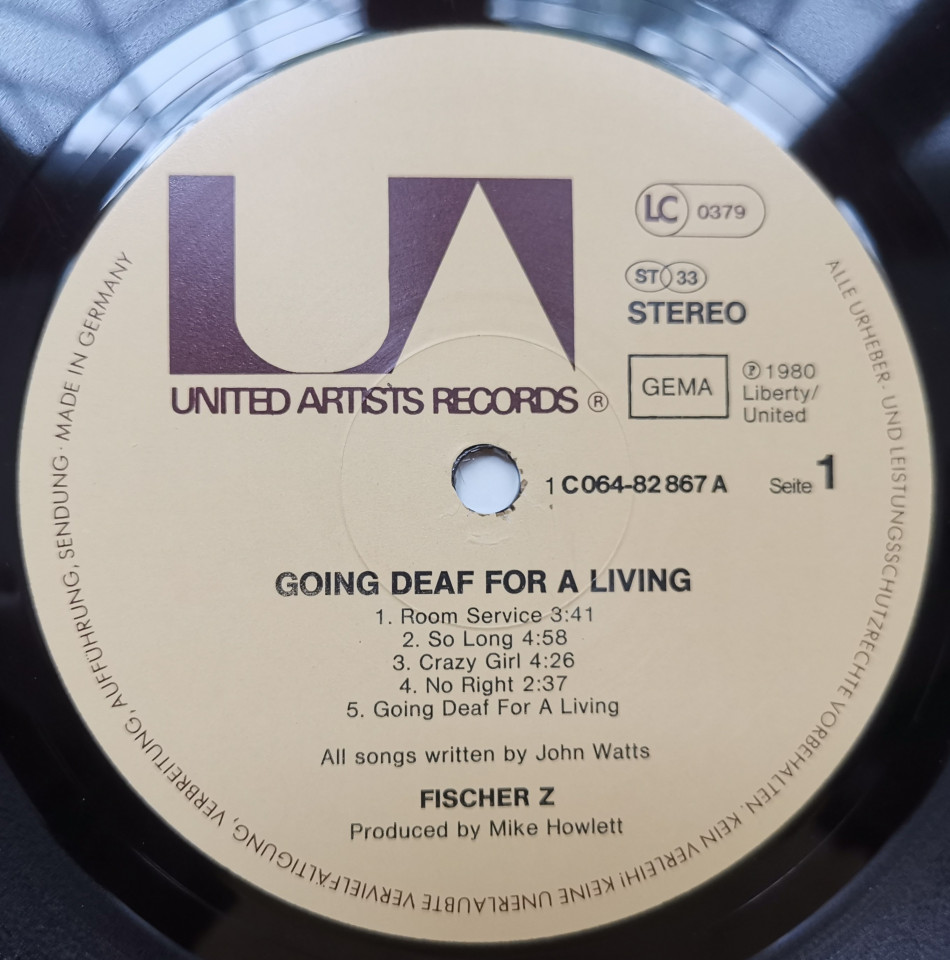 UA
UNITED ARTISTS RECORDS ®
LC 0379
ST 33
STEREO
GEMA
℗ 1980
Liberty/
United
1 C 064-82 867 A
Seite 1
GOING DEAF FOR A LIVING
1. Room Service 3:41
2. So Long 4:58
3. Crazy Girl 4:26
4. No Right 2:37
5. Going Deaf For A Living
All songs written by John Watts
FISCHER Z
Produced by Mike Howlett
ALLE URHEBER- UND LEISTUNGSSCHUTZRECHTE VORBEHALTEN. KEIN VERLEIH! KEINE UNERLAUBTE VERVIELFÄLTIGUNG, VERBREITUNG, AUFFÜHRUNG, SENDUNG · MADE IN GERMANY